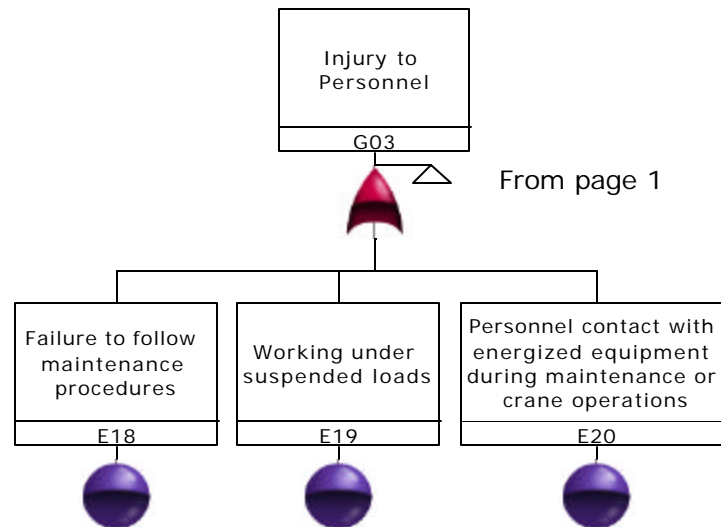 Injury to
Personnel
G03
From page 1
Failure to follow
maintenance
procedures
E18
Working under
suspended loads
E19
Personnel contact with
energized equipment
during maintenance or
crane operations
E20